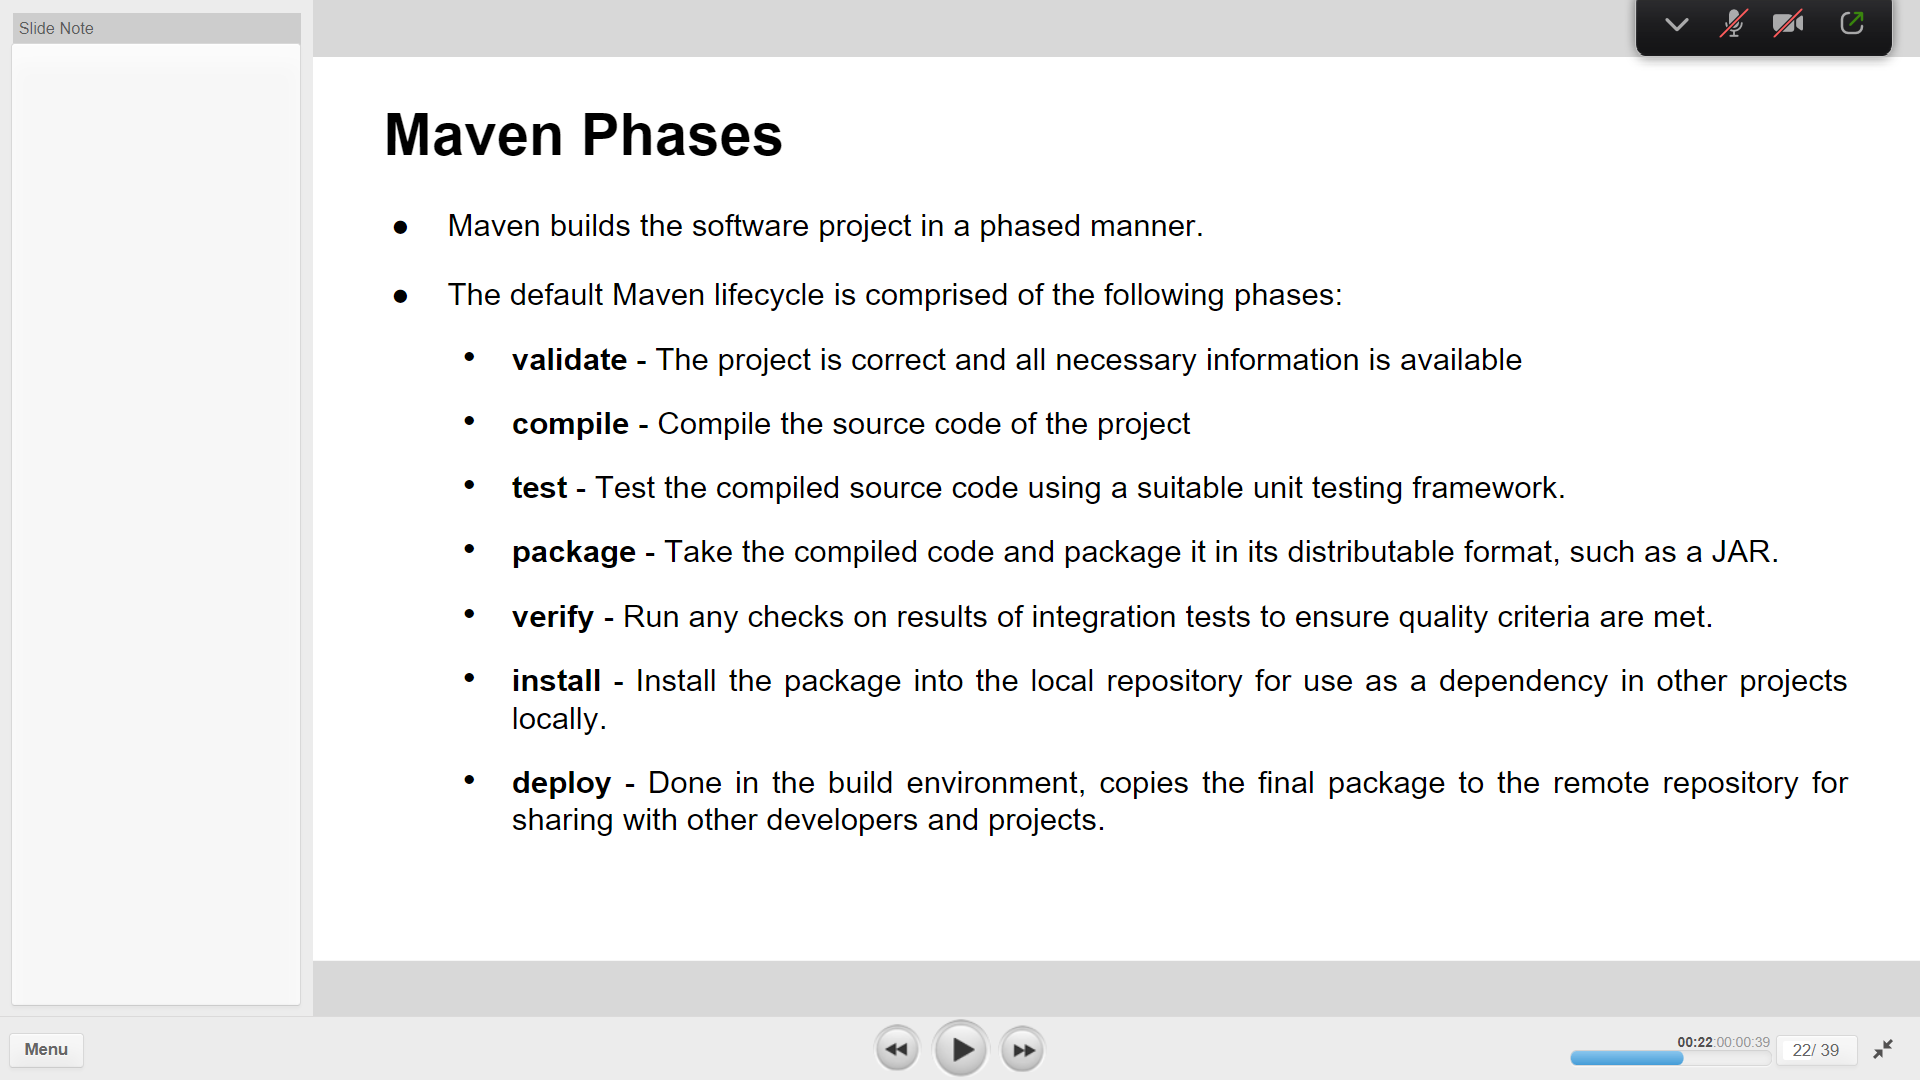 Slide Note
Maven Phases
● Maven builds the software project in a phased manner.
● The default Maven lifecycle is comprised of the following phases:
• validate - The project is correct and all necessary information is available
• compile - Compile the source code of the project
• test - Test the compiled source code using a suitable unit testing framework.
• package - Take the compiled code and package it in its distributable format, such as a JAR.
• verify - Run any checks on results of integration tests to ensure quality criteria are met.
• install - Install the package into the local repository for use as a dependency in other projects
locally.
• deploy - Done in the build environment, copies the final package to the remote repository for
sharing with other developers and projects.
Menu
00:22:00:00:39
22/ 39